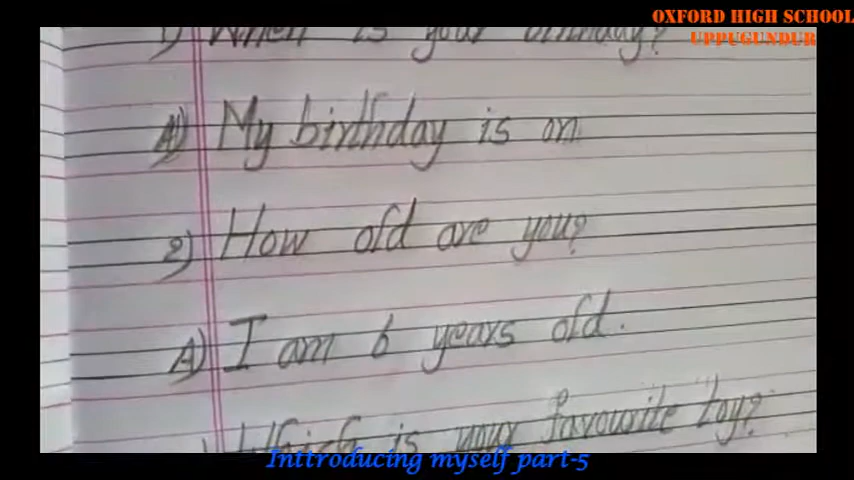 OXFORD HIGH SCHOOL
UPPUGUNDUR
1) When is your birthday?
A) My birthday is on
2) How old are you?
A) I am 6 years old.
Which is your favourite toy?
Inttroducing myself part-5